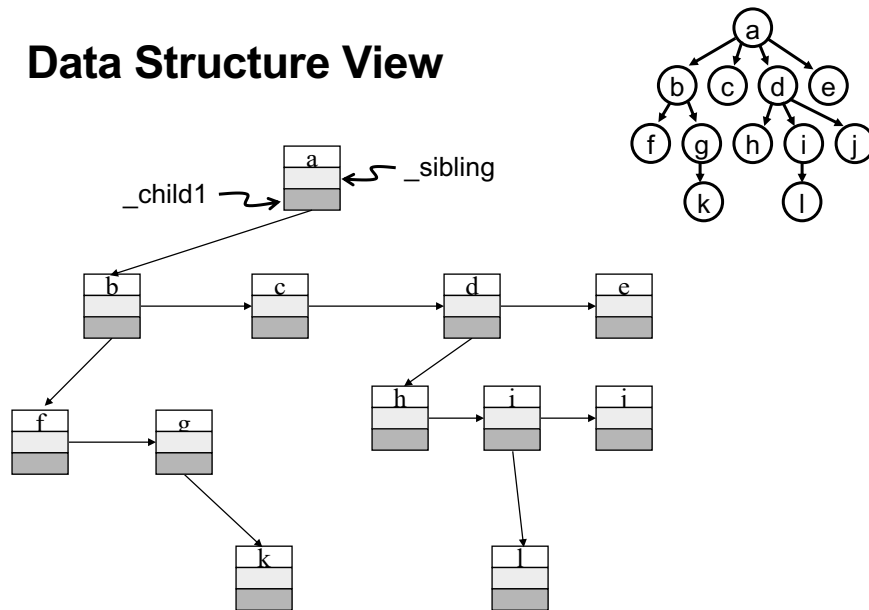 Data Structure View
a
b c d e
f g h i j
k l
a
_sibling
_child1
b c d e
h i j
f g
k l